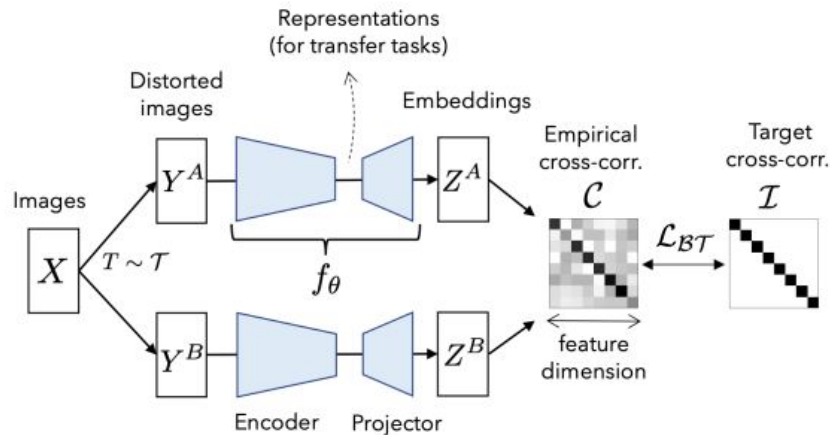 Representations
(for transfer tasks)
Distorted
images
Embeddings
Empirical
cross-corr.
Target
cross-corr.
Images
Y^A
Z^A
C
I
X
T ~ T
f_θ
L_BT
Y^B
Z^B
feature
dimension
Encoder
Projector